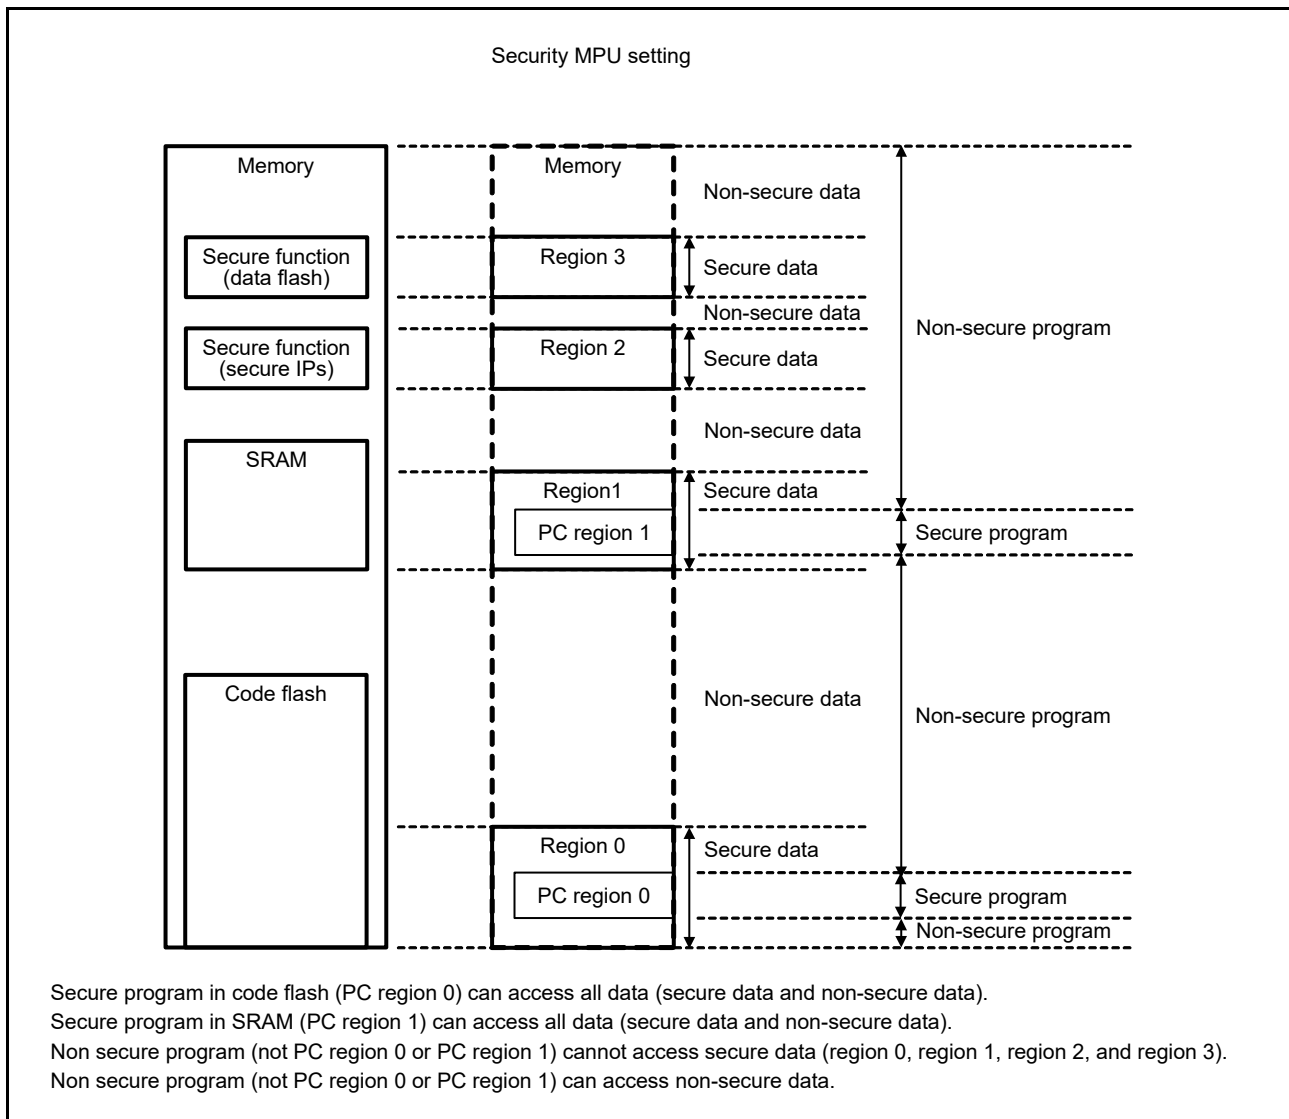 Security MPU setting
Memory
Memory
Non-secure data
Secure function
(data flash)
Region 3
Secure data
Non-secure data
Non-secure program
Secure function
(secure IPs)
Region 2
Secure data
Non-secure data
SRAM
Region1
Secure data
PC region 1
Secure program
Code flash
Non-secure data
Non-secure program
Region 0
Secure data
PC region 0
Secure program
Non-secure program
Secure program in code flash (PC region 0) can access all data (secure data and non-secure data).
Secure program in SRAM (PC region 1) can access all data (secure data and non-secure data).
Non secure program (not PC region 0 or PC region 1) cannot access secure data (region 0, region 1, region 2, and region 3).
Non secure program (not PC region 0 or PC region 1) can access non-secure data.